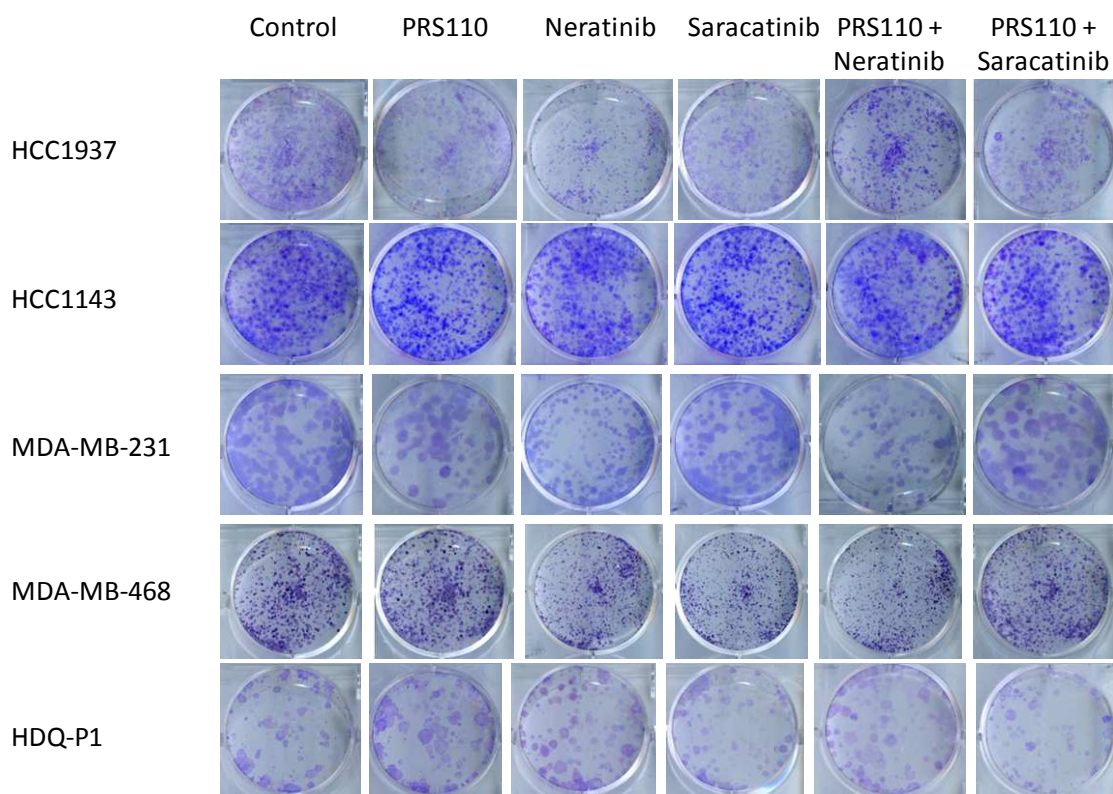 Control PRS110 Neratinib Saracatinib PRS110 + PRS110 +
Neratinib Saracatinib
HCC1937
HCC1143
MDA-MB-231
MDA-MB-468
HDQ-P1